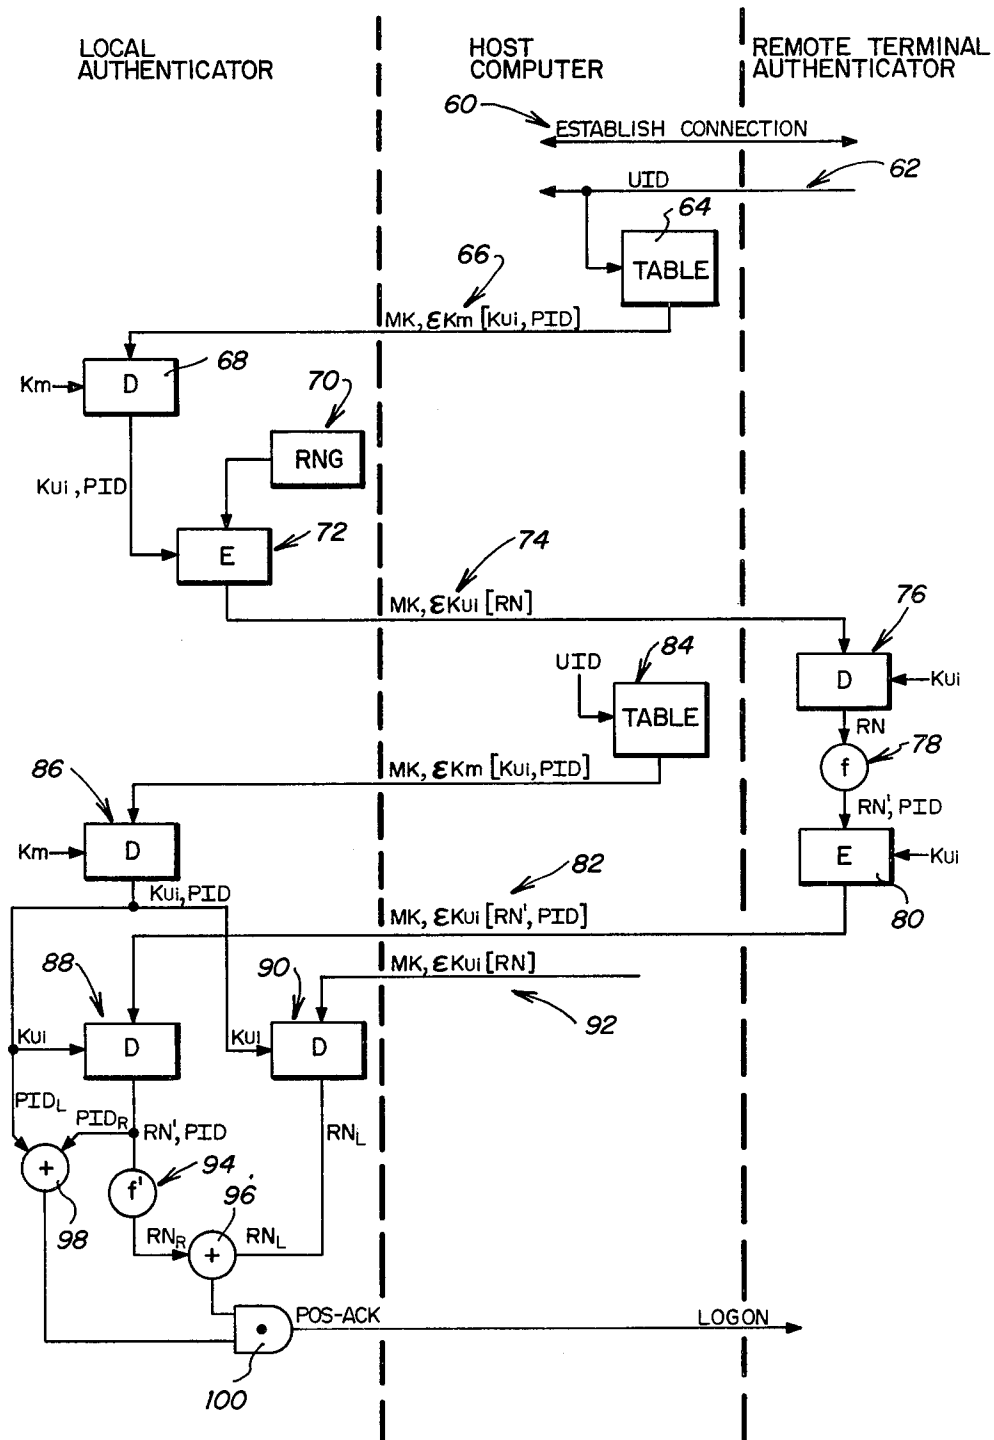 LOCAL
AUTHENTICATOR
HOST
COMPUTER
REMOTE TERMINAL
AUTHENTICATOR
60
ESTABLISH CONNECTION
UID
62
64
TABLE
66
MK, εKm [Kui, PID]
68
Km
D
70
RNG
Kui, PID
72
E
74
MK, εKui [RN]
76
D
Kui
UID
84
TABLE
RN
78
f
86
MK, εKm [Kui, PID]
RN', PID
Km
D
E
Kui
80
Kui, PID
82
MK, εKui [RN', PID]
88
90
MK, εKui [RN]
92
Kui
D
Kui
D
PIDL
PIDR
RN', PID
RNL
+
98
94
f'
96
RNR
+
RNL
POS-ACK
LOGON
100